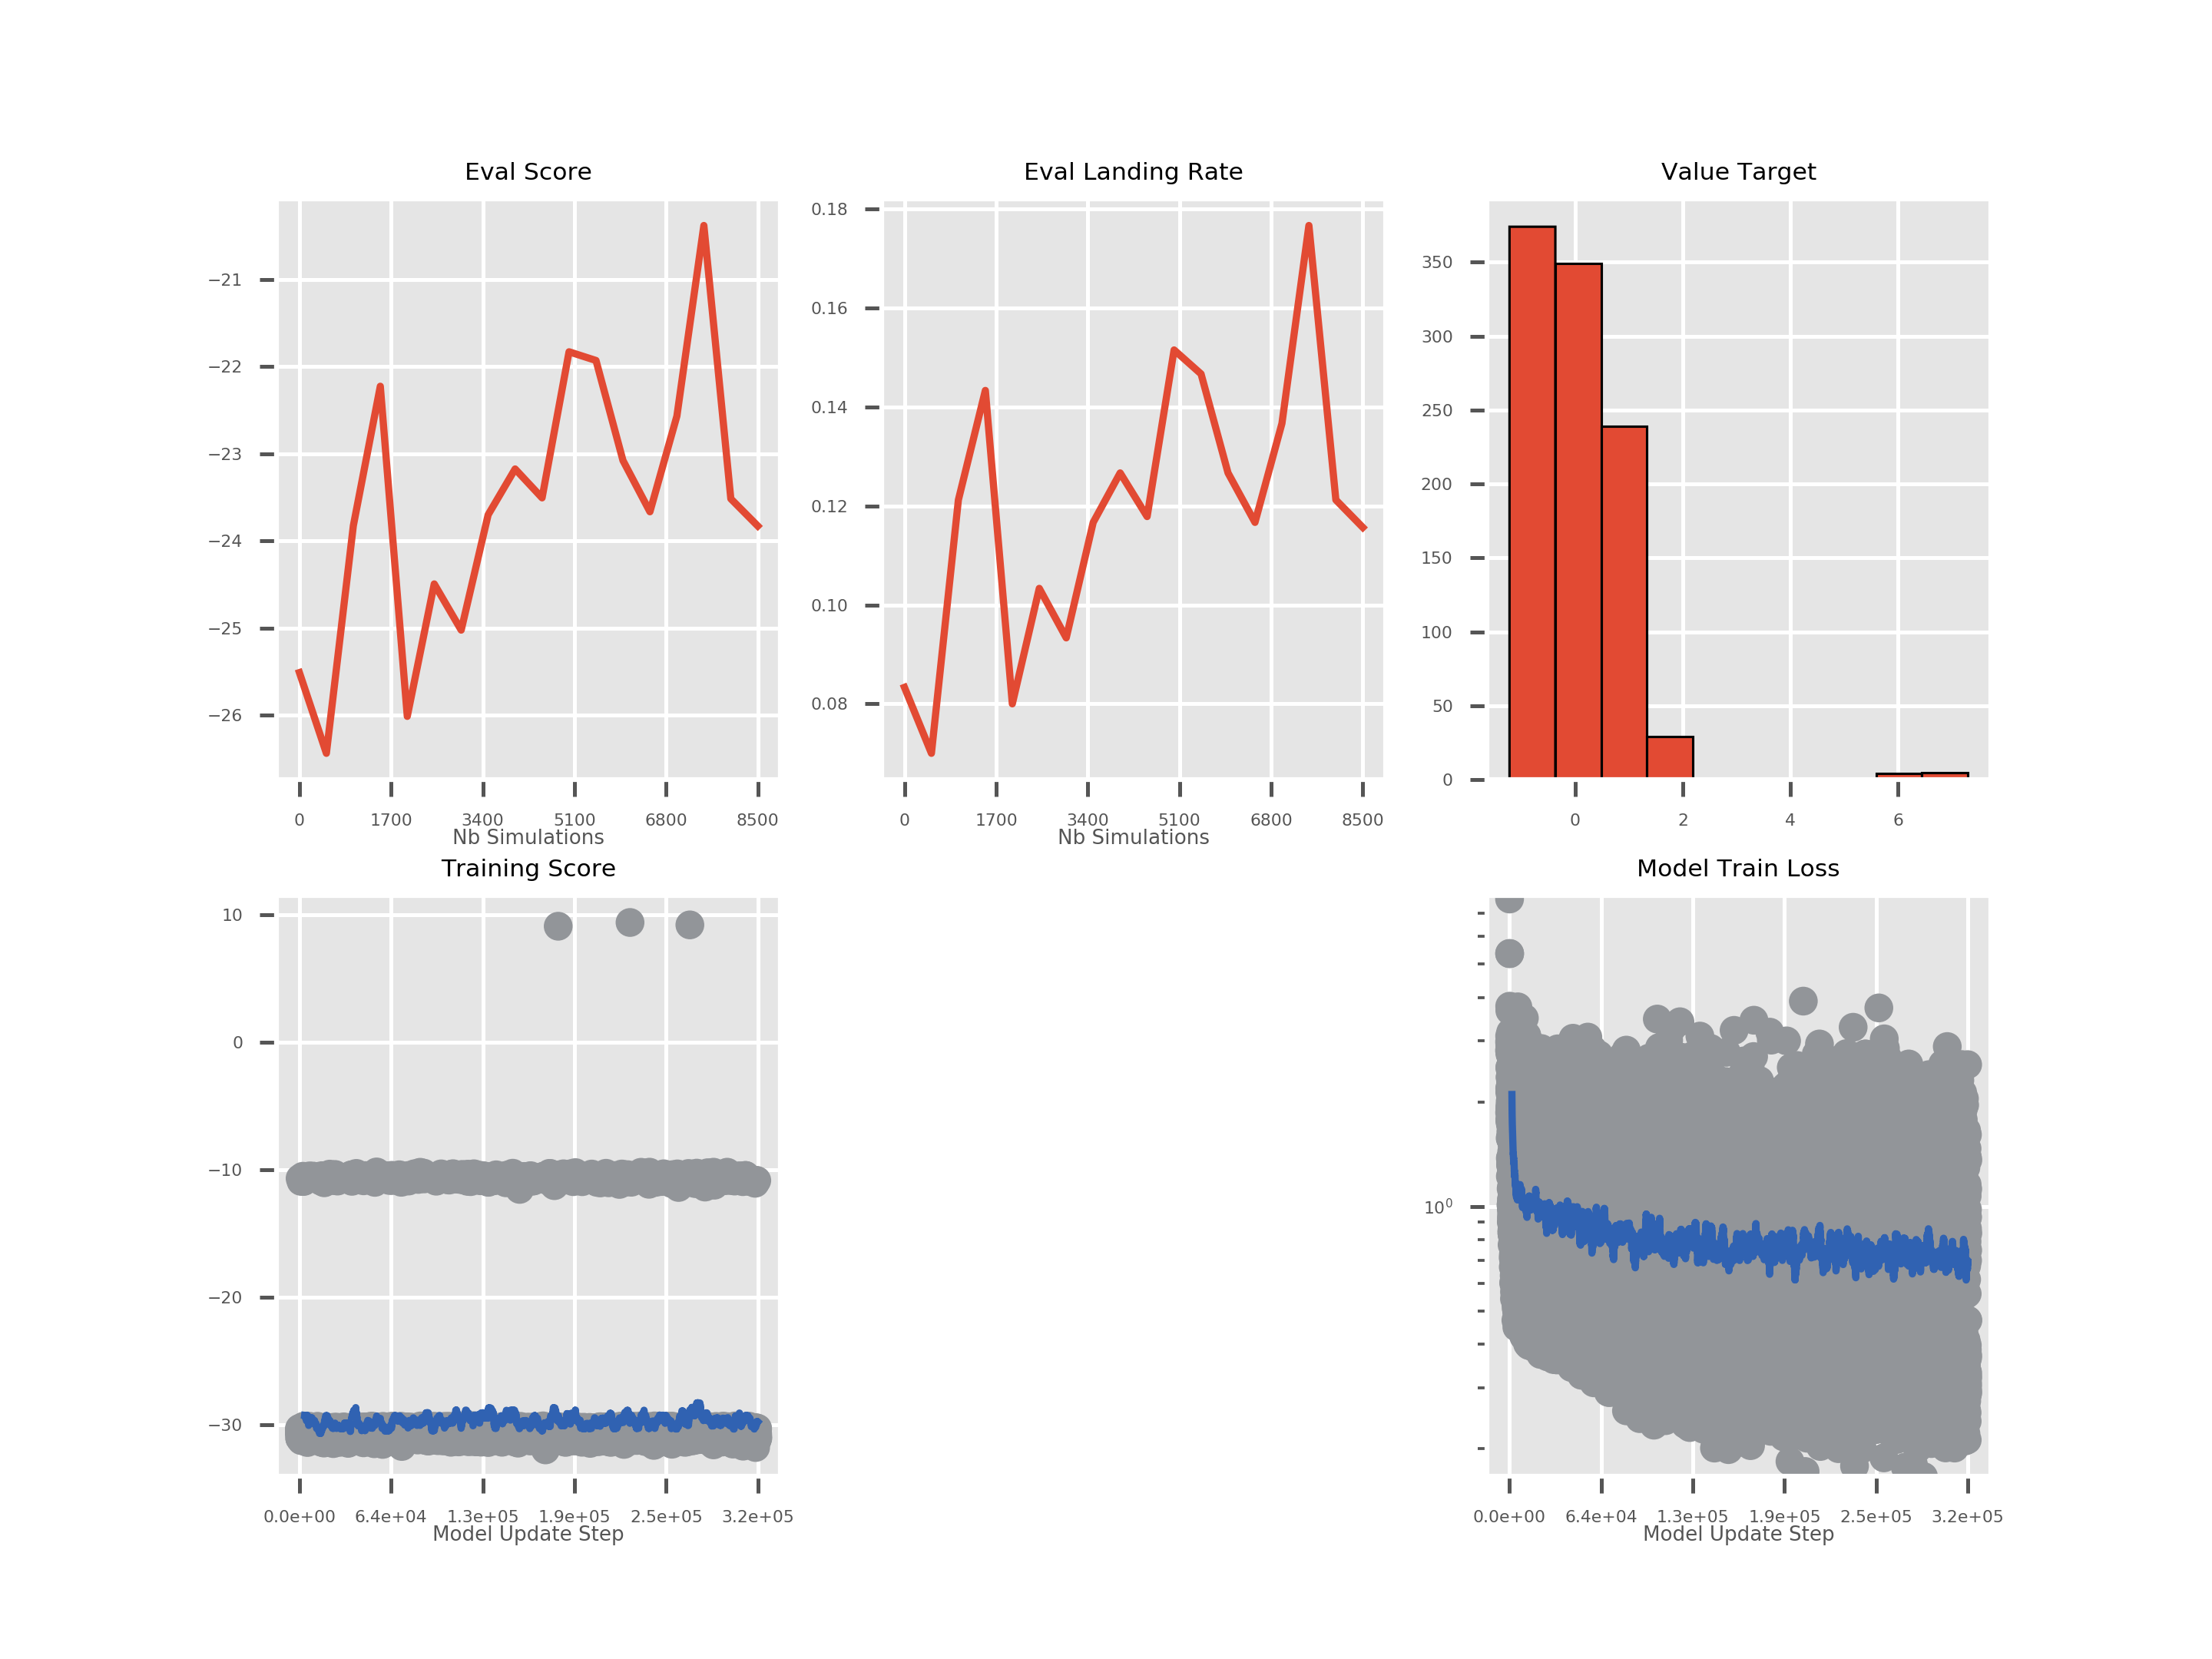 Eval Score
−21
−22
−23
−24
−25
−26
0 1700 3400 5100 6800 8500
Nb Simulations
Eval Landing Rate
0.18
0.16
0.14
0.12
0.10
0.08
0 1700 3400 5100 6800 8500
Nb Simulations
Value Target
350
300
250
200
150
100
50
0
0 2 4 6
Training Score
10
0
−10
−20
−30
0.0e+00 6.4e+04 1.3e+05 1.9e+05 2.5e+05 3.2e+05
Model Update Step
Model Train Loss
10⁰
0.0e+00 6.4e+04 1.3e+05 1.9e+05 2.5e+05 3.2e+05
Model Update Step